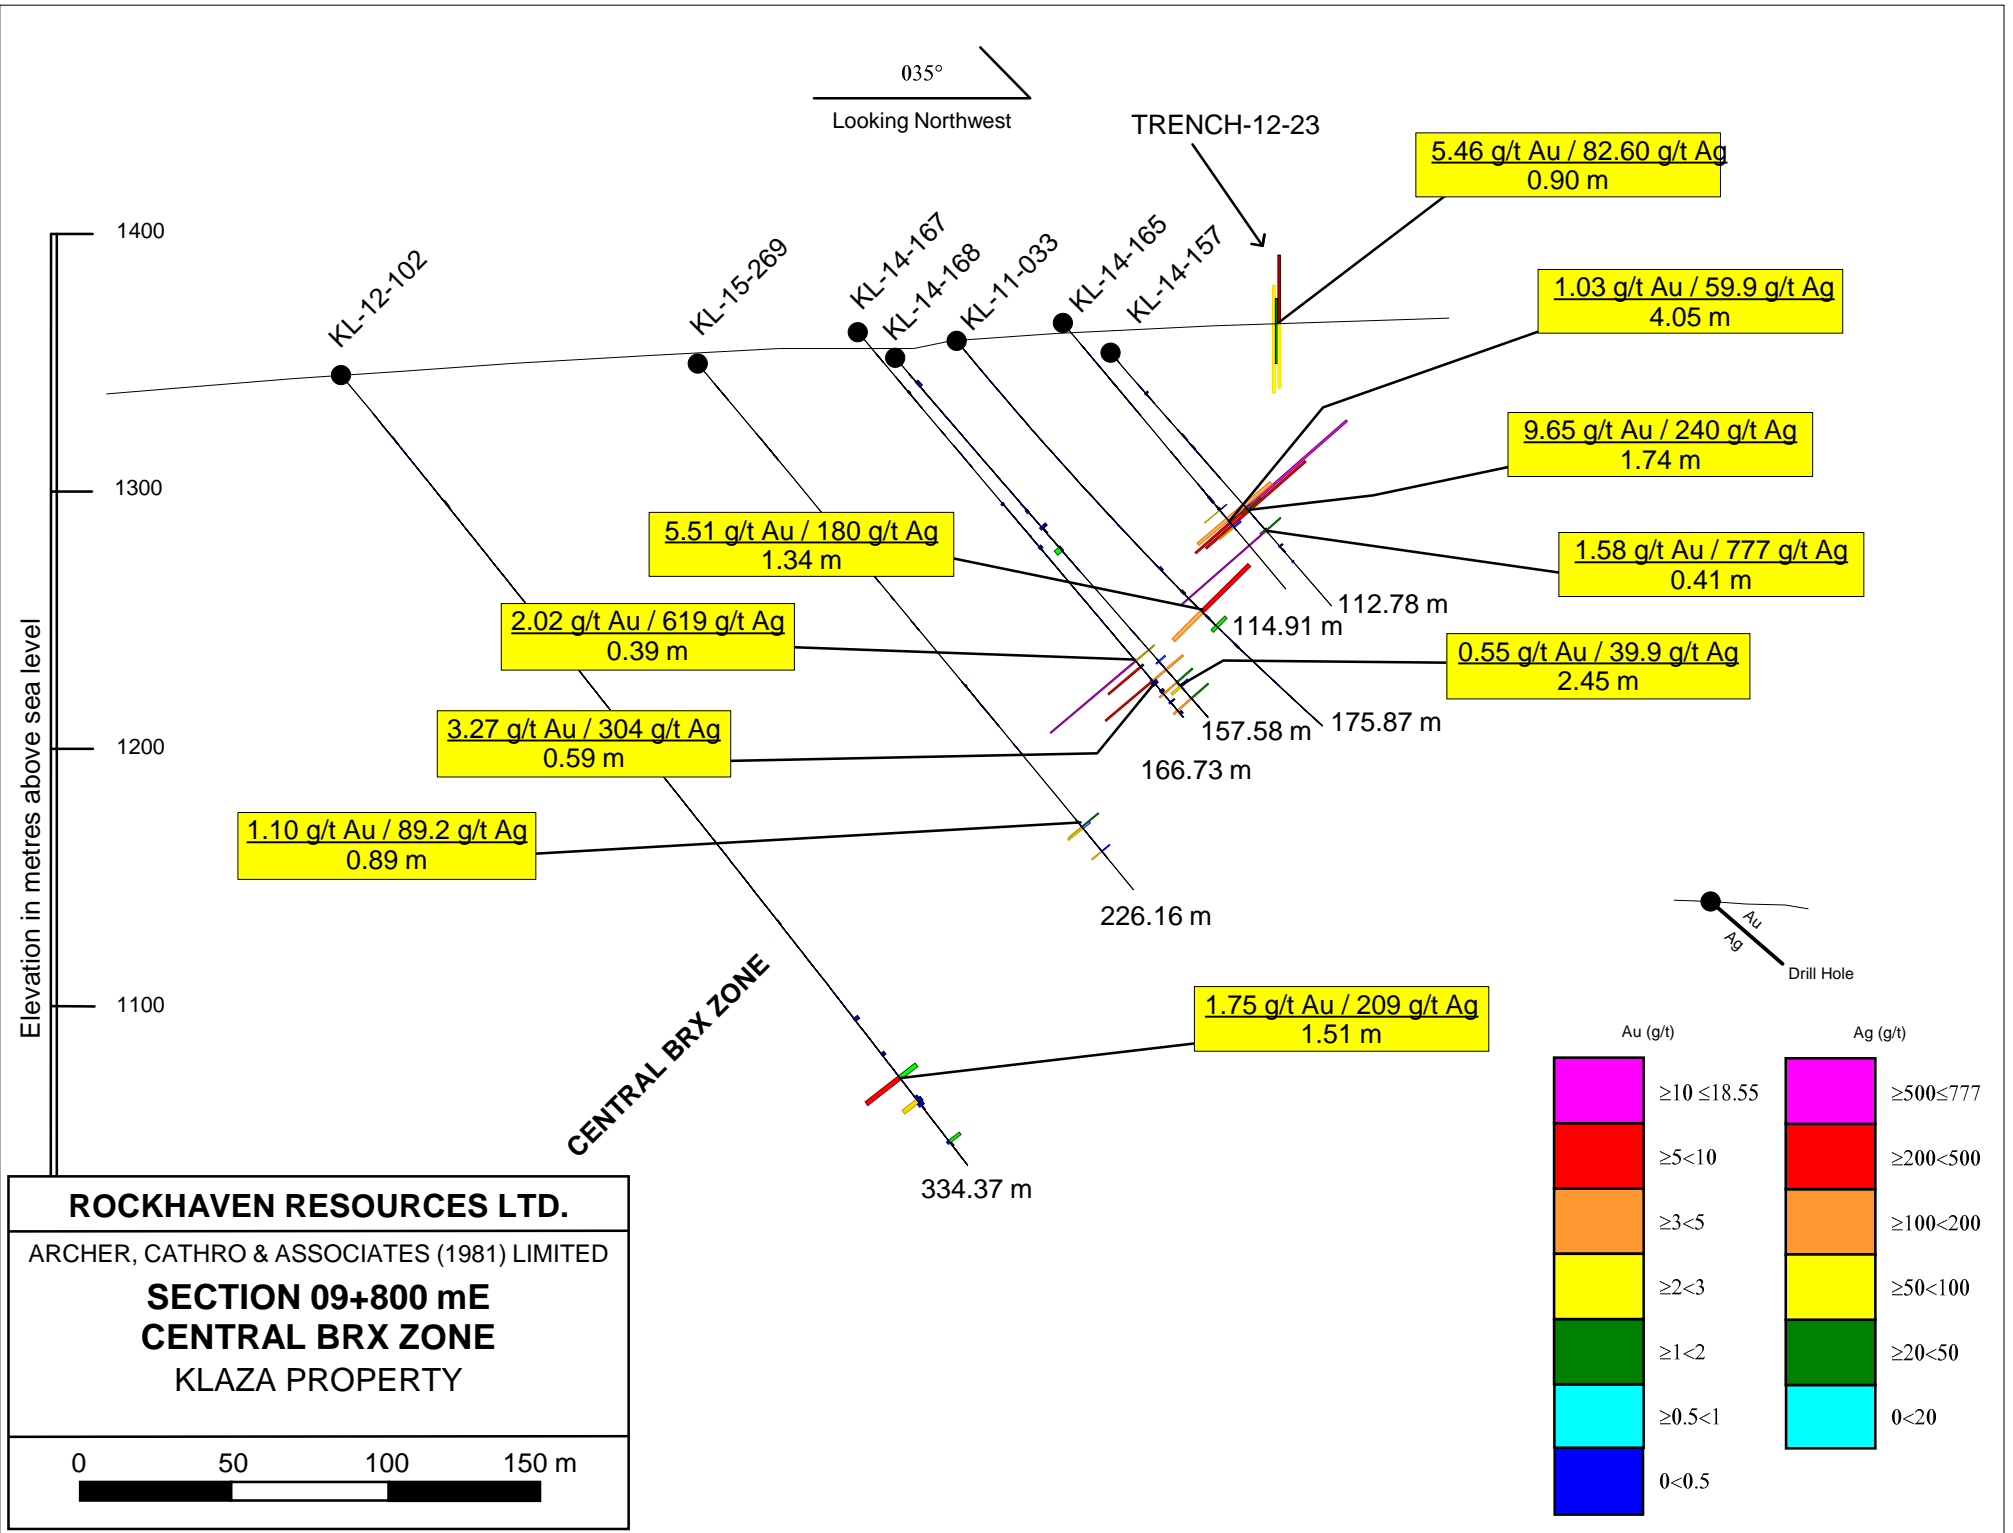 035°
Looking Northwest
TRENCH-12-23
5.46 g/t Au / 82.60 g/t Ag
0.90 m
1400
KL-12-102
KL-15-269
KL-14-167
KL-14-168
KL-11-033
KL-14-165
KL-14-157
1.03 g/t Au / 59.9 g/t Ag
4.05 m
9.65 g/t Au / 240 g/t Ag
1.74 m
1300
5.51 g/t Au / 180 g/t Ag
1.34 m
1.58 g/t Au / 777 g/t Ag
0.41 m
112.78 m
114.91 m
2.02 g/t Au / 619 g/t Ag
0.39 m
0.55 g/t Au / 39.9 g/t Ag
2.45 m
175.87 m
157.58 m
166.73 m
3.27 g/t Au / 304 g/t Ag
0.59 m
1200
1.10 g/t Au / 89.2 g/t Ag
0.89 m
226.16 m
Elevation in metres above sea level
1100
CENTRAL BRX ZONE
1.75 g/t Au / 209 g/t Ag
1.51 m
334.37 m
Au
Ag
Drill Hole
Au (g/t)
≥10 ≤18.55
≥5<10
≥3<5
≥2<3
≥1<2
≥0.5<1
0<0.5
Ag (g/t)
≥500≤777
≥200<500
≥100<200
≥50<100
≥20<50
0<20
ROCKHAVEN RESOURCES LTD.
ARCHER, CATHRO & ASSOCIATES (1981) LIMITED
SECTION 09+800 mE
CENTRAL BRX ZONE
KLAZA PROPERTY
0 50 100 150 m